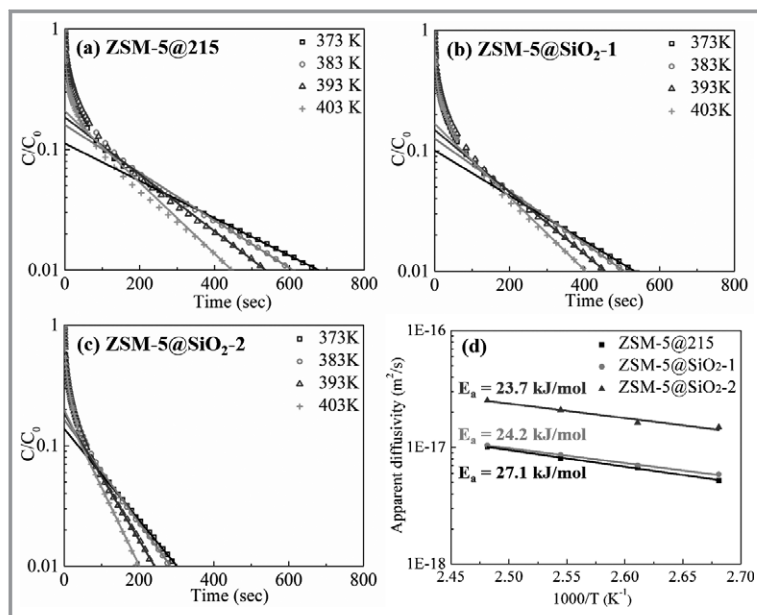 (a) ZSM-5@215
373 K
383 K
393 K
403 K
C/C₀
1
0.1
0.01
0 200 400 600 800
Time (sec)
(b) ZSM-5@SiO₂-1
373K
383 K
393 K
403K
C/C₀
1
0.1
0.01
0 200 400 600 800
Time (sec)
(c) ZSM-5@SiO₂-2
373K
383K
393K
403K
C/C₀
1
0.1
0.01
0 200 400 600 800
Time (sec)
(d)
ZSM-5@215
ZSM-5@SiO₂-1
ZSM-5@SiO₂-2
Eₐ = 23.7 kJ/mol
Eₐ = 24.2 kJ/mol
Eₐ = 27.1 kJ/mol
Apparent diffusivity (m²/s)
1E-16
1E-17
1E-18
2.45 2.50 2.55 2.60 2.65 2.70
1000/T (K⁻¹)